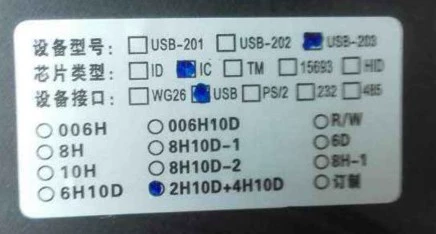 设备型号: USB-201 USB-202 USB-203
芯片类型: ID IC TM 15693 HID
设备接口: WG26 USB PS/2 232 485
006H 006H10D R/W
8H 8H10D-1 6D
10H 8H10D-2 8H-1
6H10D 2H10D+4H10D 订制